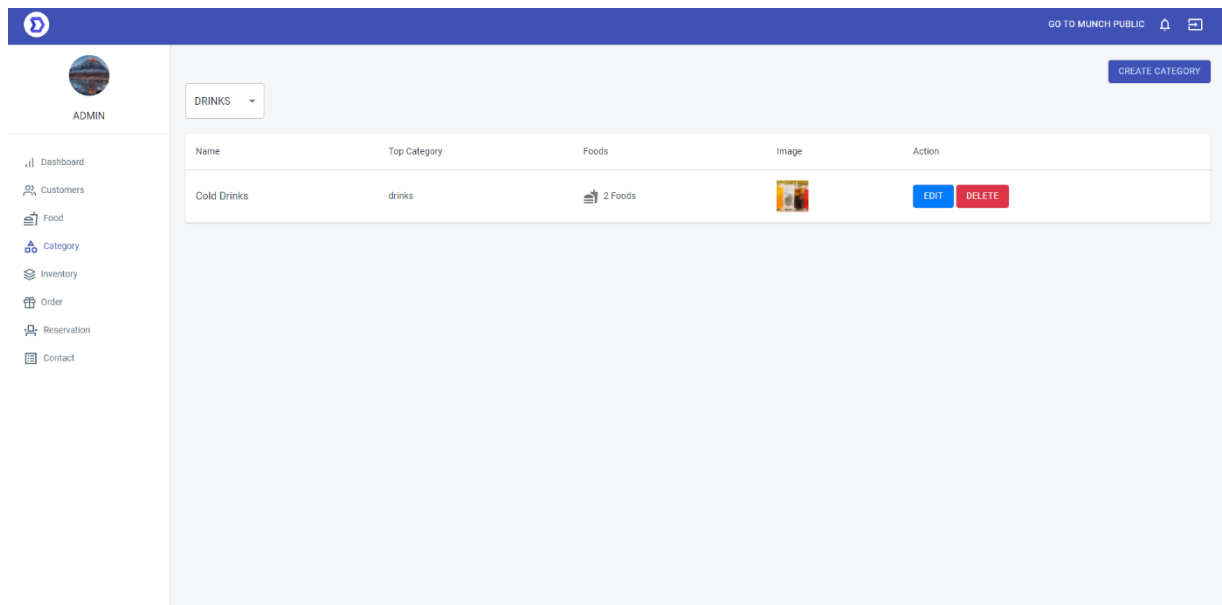 GO TO MUNCH PUBLIC
ADMIN
Dashboard
Customers
Food
Category
Inventory
Order
Reservation
Contact
CREATE CATEGORY
DRINKS
Name Top Category Foods Image Action
Cold Drinks drinks 2 Foods EDIT DELETE